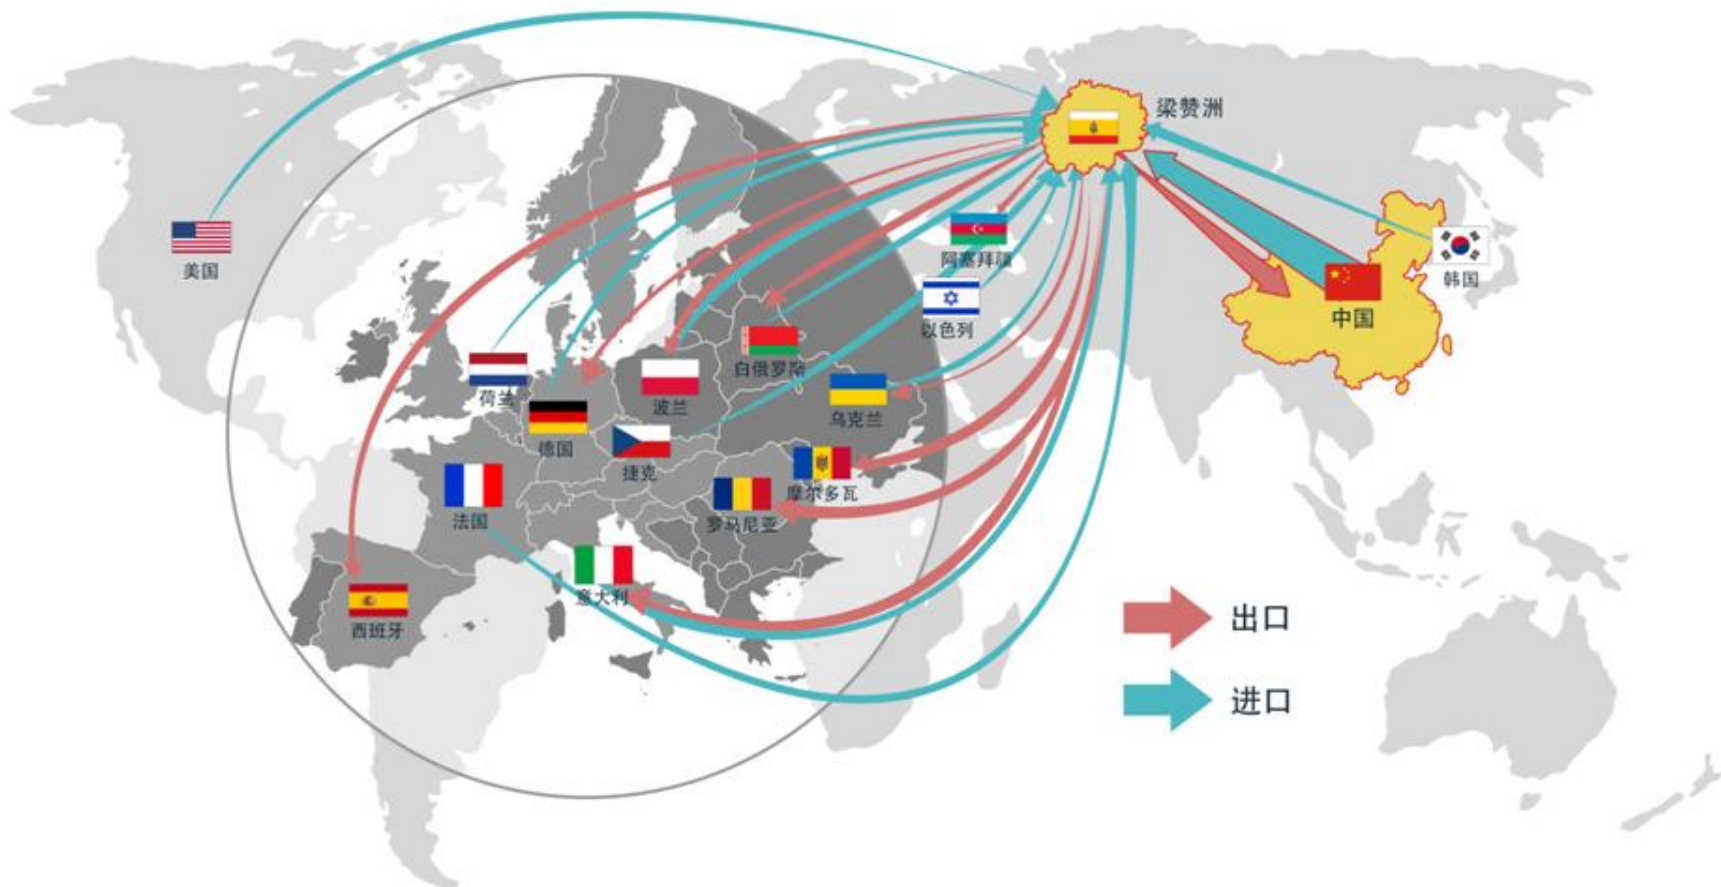 梁赞洲
美国
阿塞拜疆
韩国
以色列
中国
白俄罗斯
荷兰
波兰
乌克兰
德国
捷克
摩尔多瓦
法国
罗马尼亚
意大利
西班牙
出口
进口